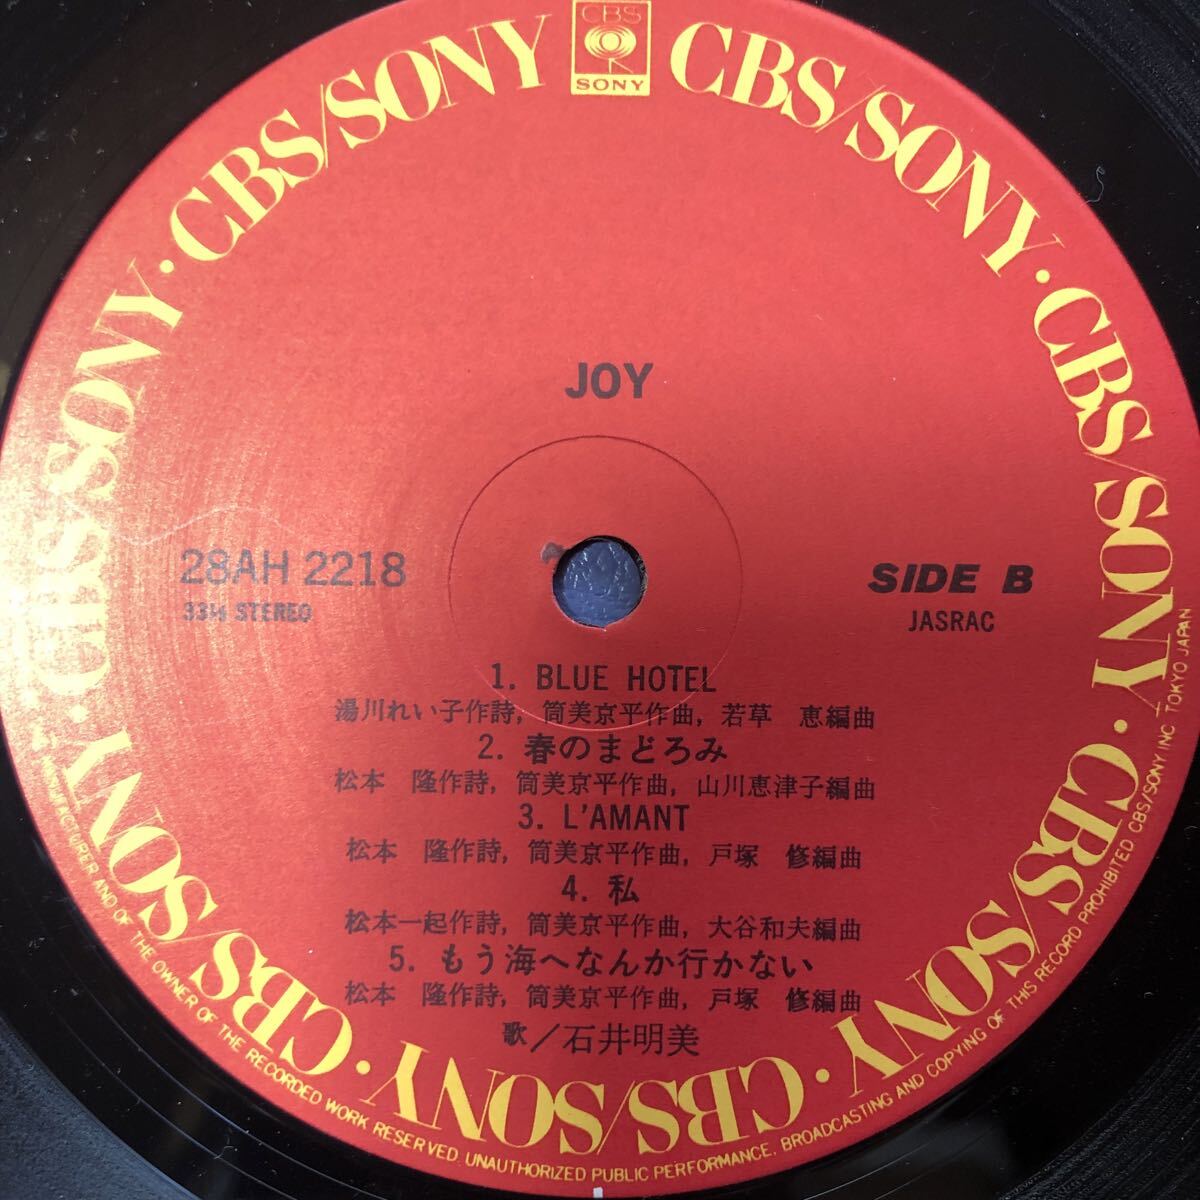 CBS
SONY
CBS/SONY · CBS/SONY · CBS/SONY · CBS/SONY · CBS/SONY · CBS/SONY · CBS/SONY · CBS/SONY
JOY
28AH 2218
33⅓ STEREO
SIDE B
JASRAC
1. BLUE HOTEL
湯川れい子作詩, 筒美京平作曲, 若草 恵編曲
2. 春のまどろみ
松本 隆作詩, 筒美京平作曲, 山川恵津子編曲
3. L'AMANT
松本 隆作詩, 筒美京平作曲, 戸塚 修編曲
4. 私
松本一起作詩, 筒美京平作曲, 大谷和夫編曲
5. もう海へなんか行かない
松本 隆作詩, 筒美京平作曲, 戸塚 修編曲
歌／石井明美
MANUFACTURER AND OF THE OWNER OF THE RECORDED WORK RESERVED. UNAUTHORIZED PUBLIC PERFORMANCE, BROADCASTING AND COPYING OF THIS RECORD PROHIBITED CBS/SONY INC TOKYO JAPAN